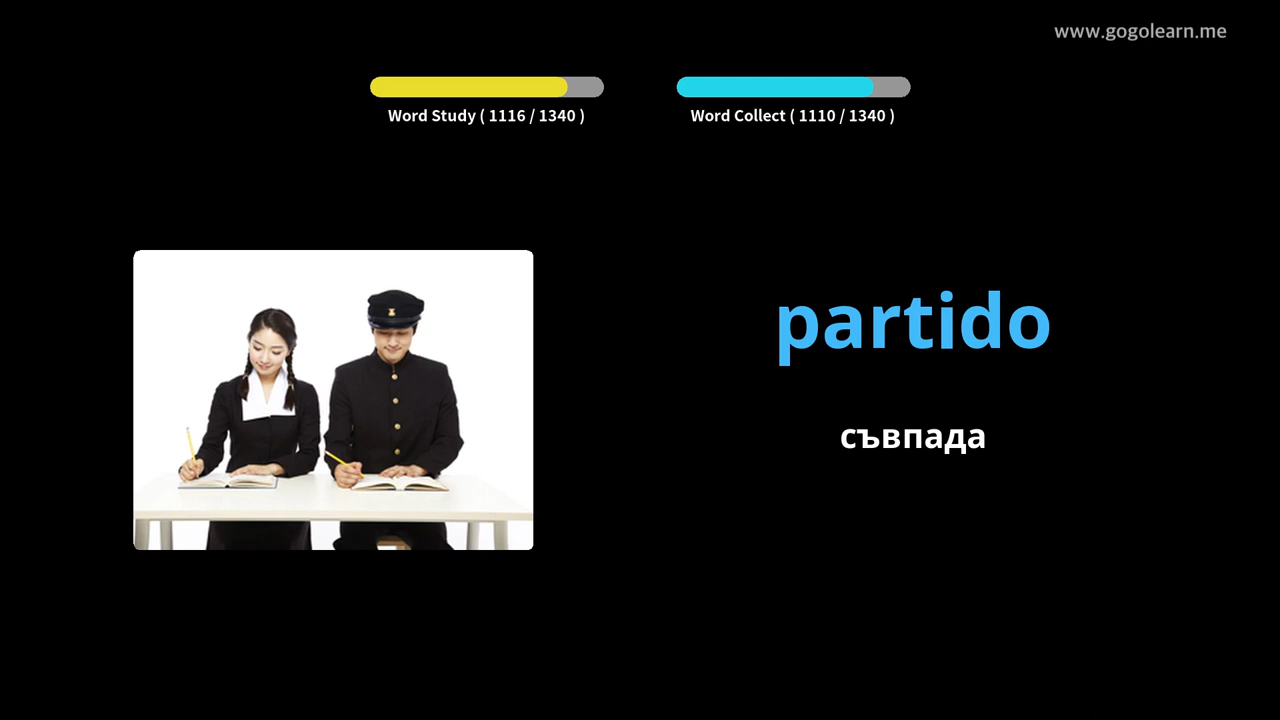 www.gogolearn.me
Word Study ( 1116 / 1340 )
Word Collect ( 1110 / 1340 )
partido
съвпада